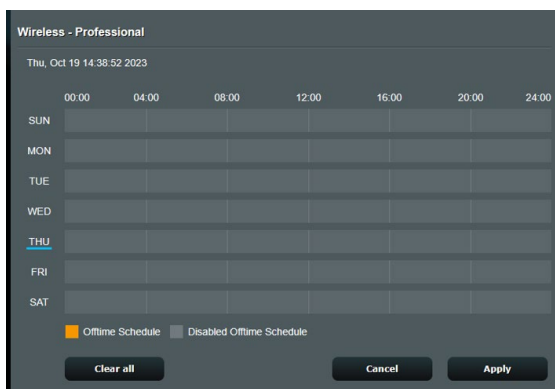 Wireless - Professional
Thu, Oct 19 14:38:52 2023
00:00 04:00 08:00 12:00 16:00 20:00 24:00
SUN
MON
TUE
WED
THU
FRI
SAT
Offtime Schedule Disabled Offtime Schedule
Clear all Cancel Apply